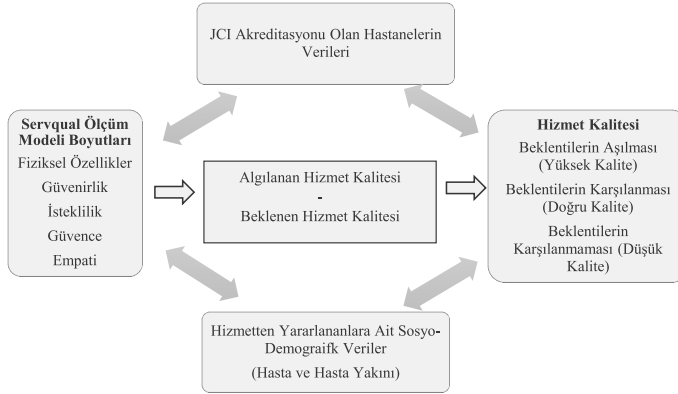 JCI Akreditasyonu Olan Hastanelerin
Verileri
Servqual Ölçüm
Modeli Boyutları
Fiziksel Özellikler
Güvenirlik
İsteklilik
Güvence
Empati
Algılanan Hizmet Kalitesi
-
Beklenen Hizmet Kalitesi
Hizmet Kalitesi
Beklentilerin Aşılması
(Yüksek Kalite)
Beklentilerin Karşılanması
(Doğru Kalite)
Beklentilerin
Karşılanmaması (Düşük
Kalite)
Hizmetten Yararlananlara Ait Sosyo-
Demograifk Veriler
(Hasta ve Hasta Yakını)